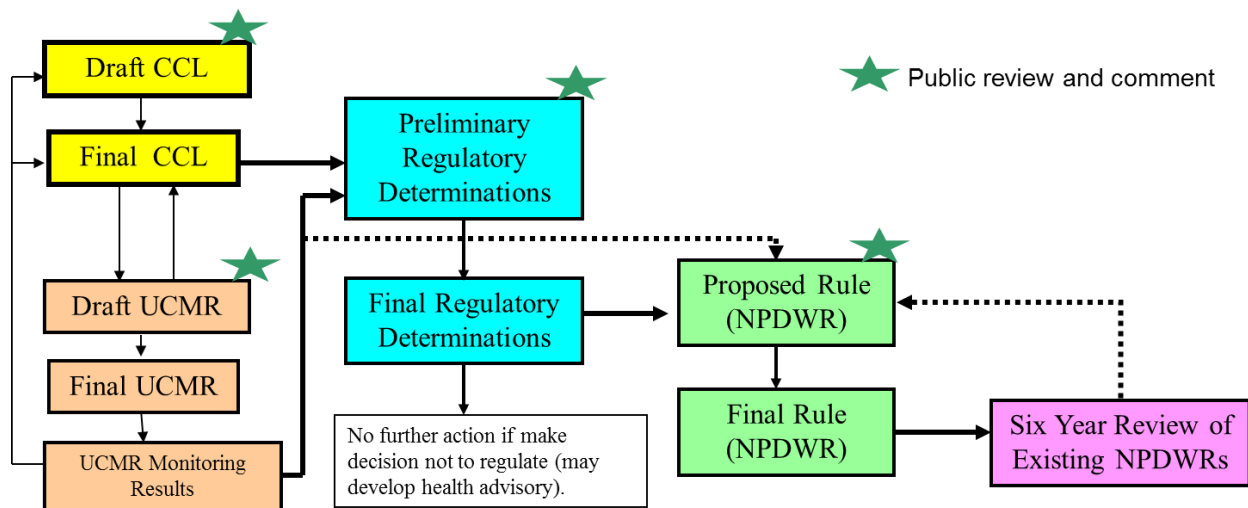 Draft CCL
Final CCL
Draft UCMR
Final UCMR
UCMR Monitoring
Results
Preliminary
Regulatory
Determinations
Final Regulatory
Determinations
No further action if make
decision not to regulate (may
develop health advisory).
Public review and comment
Proposed Rule
(NPDWR)
Final Rule
(NPDWR)
Six Year Review of
Existing NPDWRs